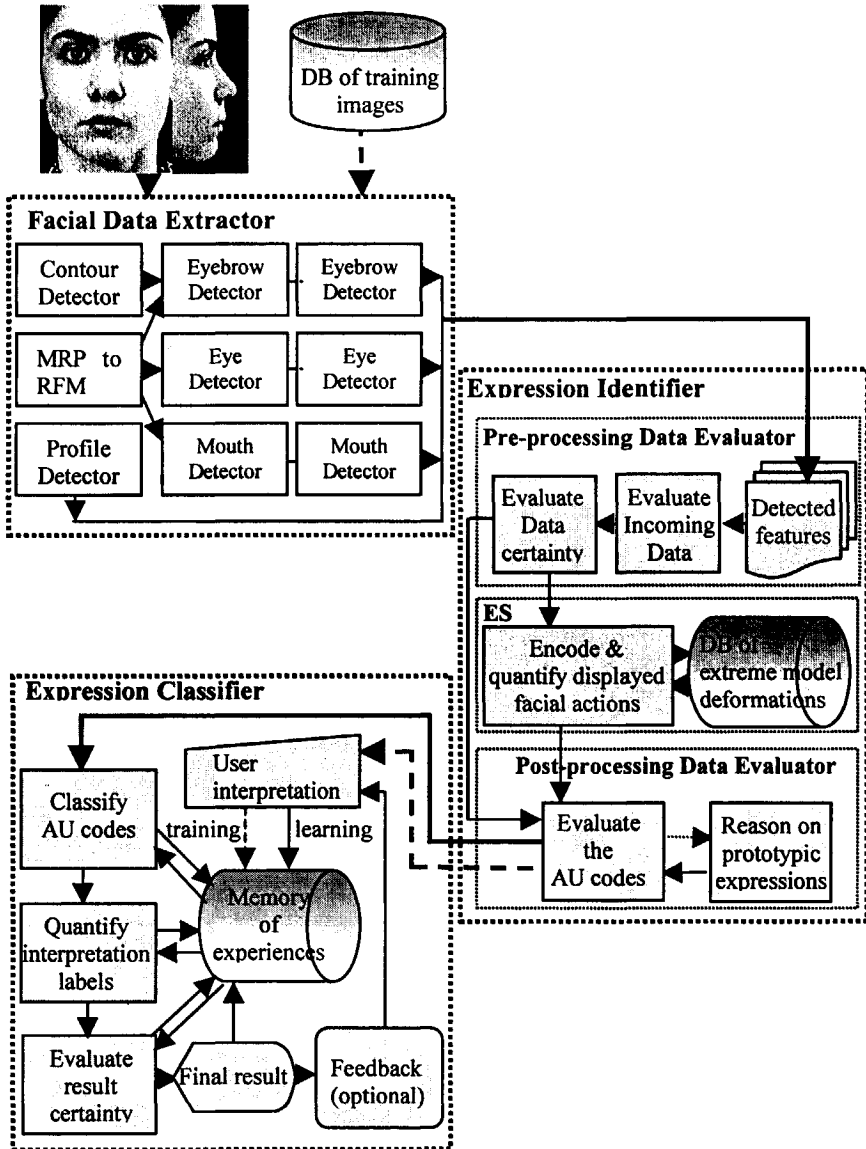 DB of training
images
Facial Data Extractor
Contour
Detector
Eyebrow
Detector
Eyebrow
Detector
MRP to
RFM
Eye
Detector
Eye
Detector
Profile
Detector
Mouth
Detector
Mouth
Detector
Expression Identifier
Pre-processing Data Evaluator
Evaluate
Data
certainty
Evaluate
Incoming
Data
Detected
features
ES
Encode &
quantify displayed
facial actions
DB of
extreme model
deformations
Post-processing Data Evaluator
Evaluate
the
AU codes
Reason on
prototypic
expressions
Expression Classifier
User
interpretation
Classify
AU codes
training
learning
Memory
of
experiences
Quantify
interpretation
labels
Evaluate
result
certainty
Final result
Feedback
(optional)